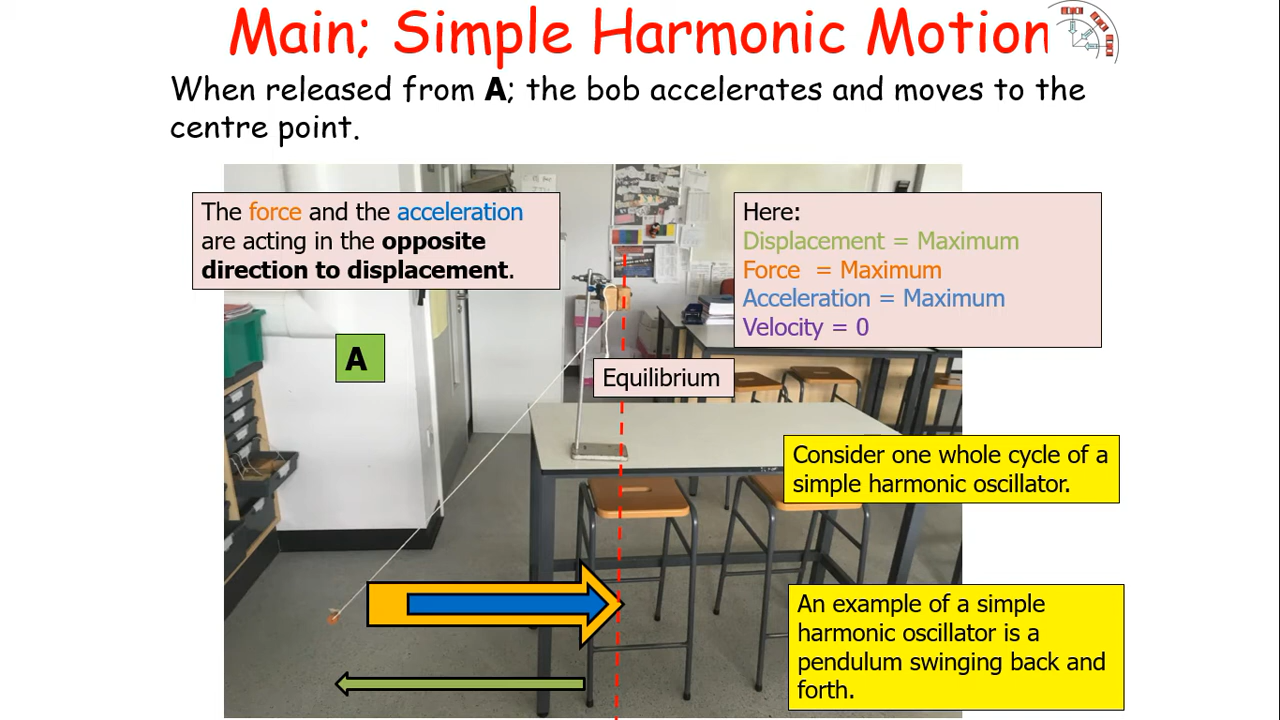 Main; Simple Harmonic Motion
When released from A; the bob accelerates and moves to the
centre point.
The force and the acceleration
are acting in the opposite
direction to displacement.
Here:
Displacement = Maximum
Force = Maximum
Acceleration = Maximum
Velocity = 0
A
Equilibrium
Consider one whole cycle of a
simple harmonic oscillator.
An example of a simple
harmonic oscillator is a
pendulum swinging back and
forth.